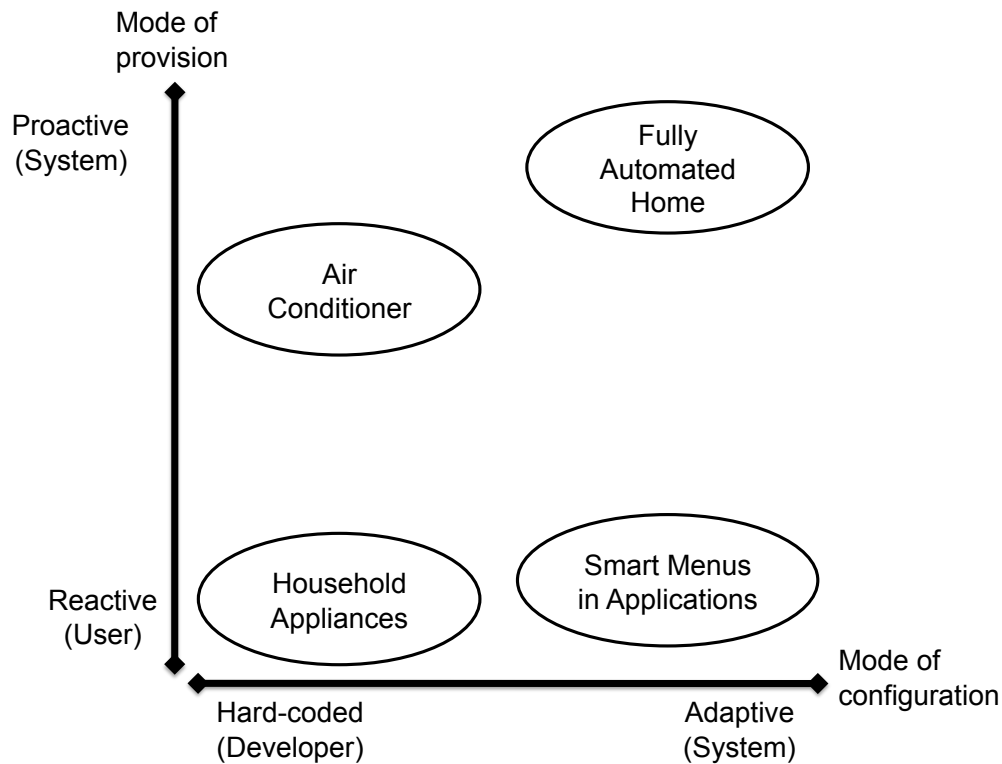 Mode of
provision
Proactive
(System)
Fully
Automated
Home
Air
Conditioner
Household
Appliances
Smart Menus
in Applications
Reactive
(User)
Mode of
configuration
Hard-coded
(Developer)
Adaptive
(System)